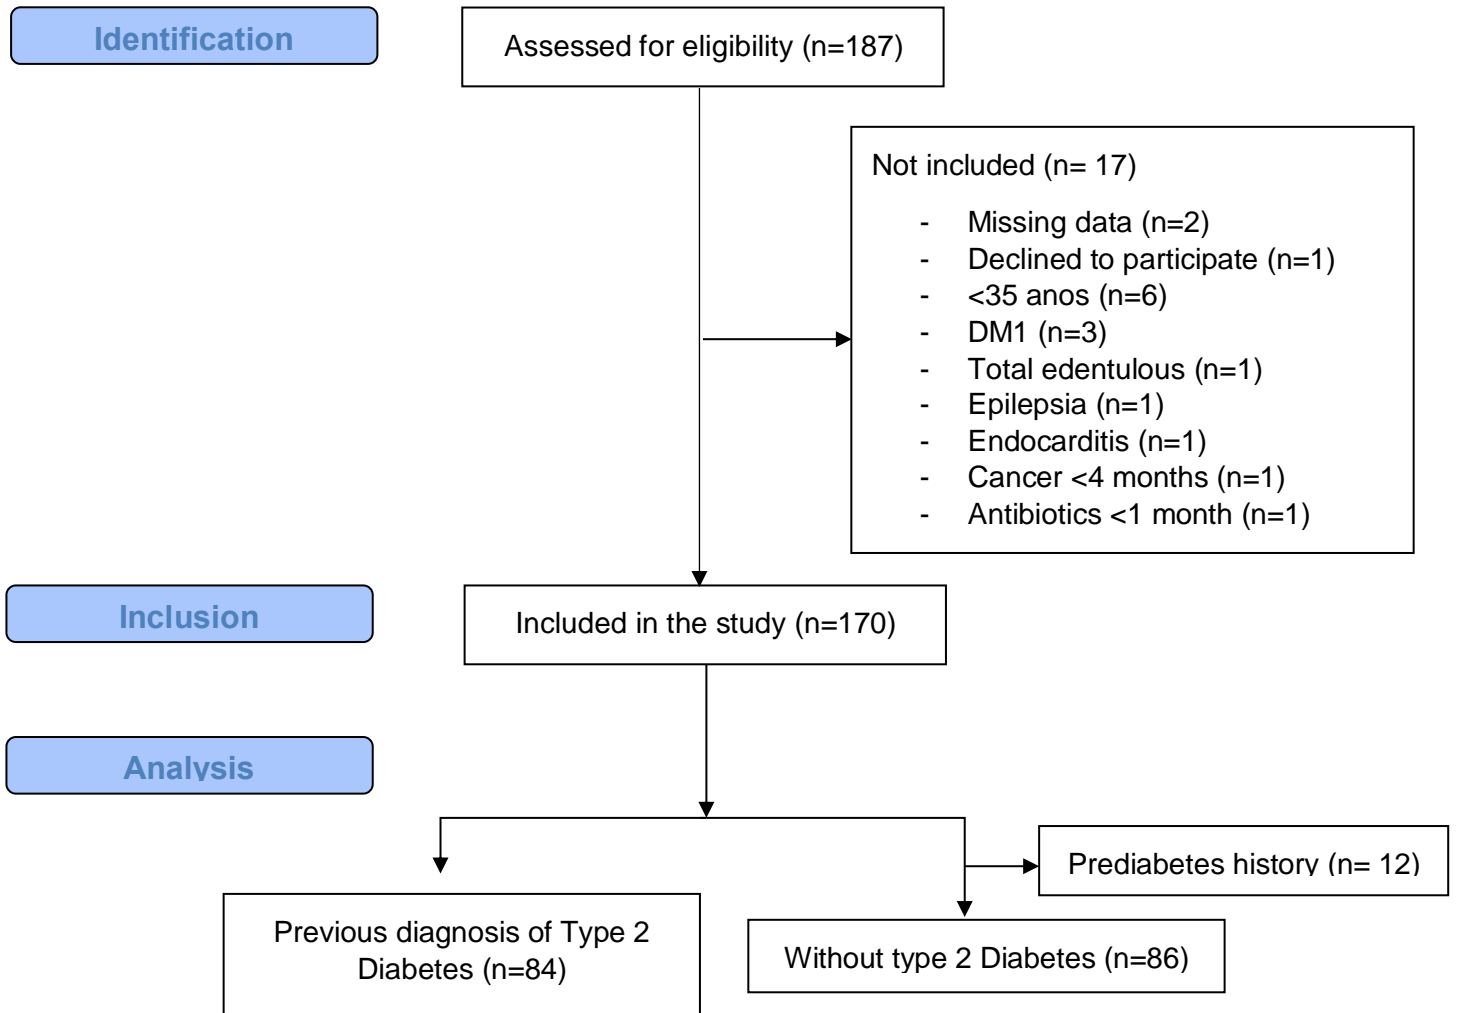 Identification
Assessed for eligibility (n=187)
Not included (n= 17)
- Missing data (n=2)
- Declined to participate (n=1)
- <35 anos (n=6)
- DM1 (n=3)
- Total edentulous (n=1)
- Epilepsia (n=1)
- Endocarditis (n=1)
- Cancer <4 months (n=1)
- Antibiotics <1 month (n=1)
Inclusion
Included in the study (n=170)
Analysis
Prediabetes history (n= 12)
Previous diagnosis of Type 2
Diabetes (n=84)
Without type 2 Diabetes (n=86)